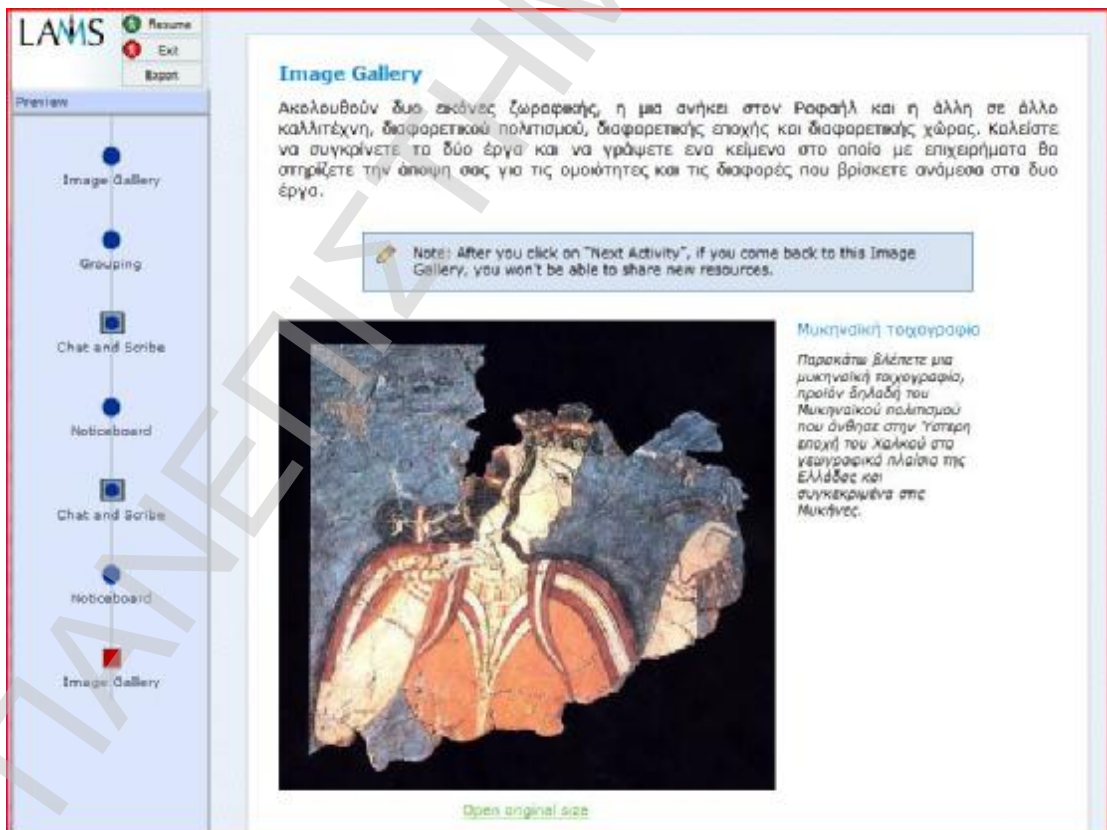 LAMS
Resume
Exit
Export
Preview
Image Gallery
Grouping
Chat and Scribe
Noticeboard
Chat and Scribe
Noticeboard
Image Gallery
Image Gallery
Ακολουθούν δυο εικόνες ζωραφικής, η μια ανήκει στον Ραφαήλ και η άλλη σε άλλο
καλλιτέχνη, διαφορετικού πολιτισμού, διαφορετικής εποχής και διαφορετικής χώρας. Καλείστε
να συγκρίνετε τα δύο έργα και να γράψετε ενα κείμενο στο οποίο με επιχειρήματα θα
στηρίζετε την άποψη σας για τις ομοιότητες και τις διαφορές που βρίσκετε ανάμεσα στα δυο
έργα.
Note: After you click on "Next Activity", if you come back to this Image
Gallery, you won't be able to share new resources.
Μυκηναϊκή τοιχογραφία
Παρακάτω βλέπετε μια
μυκηναϊκή τοιχογραφία,
προϊόν δηλαδή του
Μυκηναϊκού πολιτισμού
που άνθησε στην Ύστερη
εποχή του Χαλκού στα
γεωγραφικά πλαίσια της
Ελλάδας και
συγκεκριμένα στις
Μυκήνες.
Open original size
ΠΑΝΕΠΙΣΤΗΜ